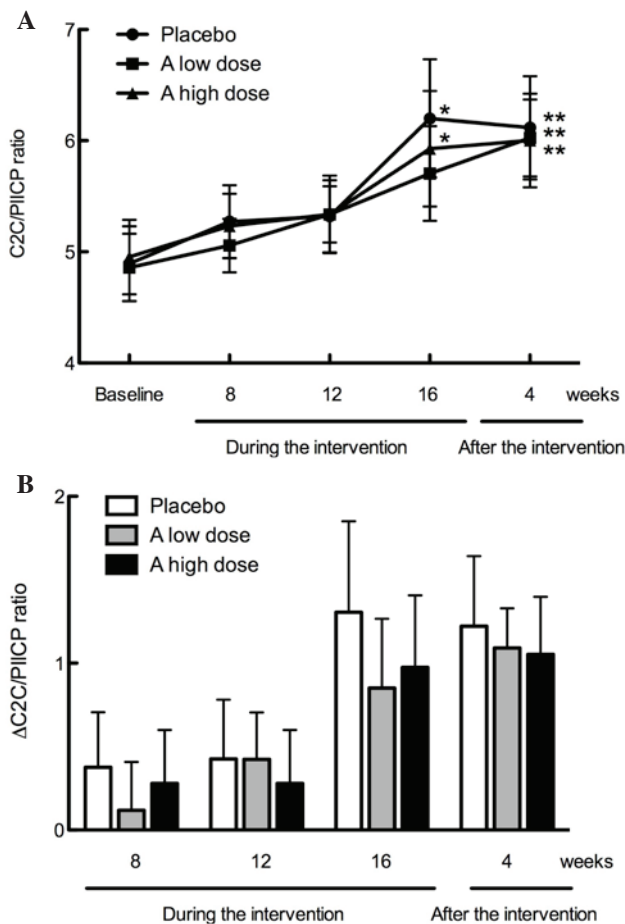 A
Placebo
A low dose
A high dose
C2C/PIICP ratio
7
6
5
4
*
*
**
**
**
Baseline 8 12 16 4 weeks
During the intervention After the intervention
B
Placebo
A low dose
A high dose
ΔC2C/PIICP ratio
2
1
0
8 12 16 4 weeks
During the intervention After the intervention